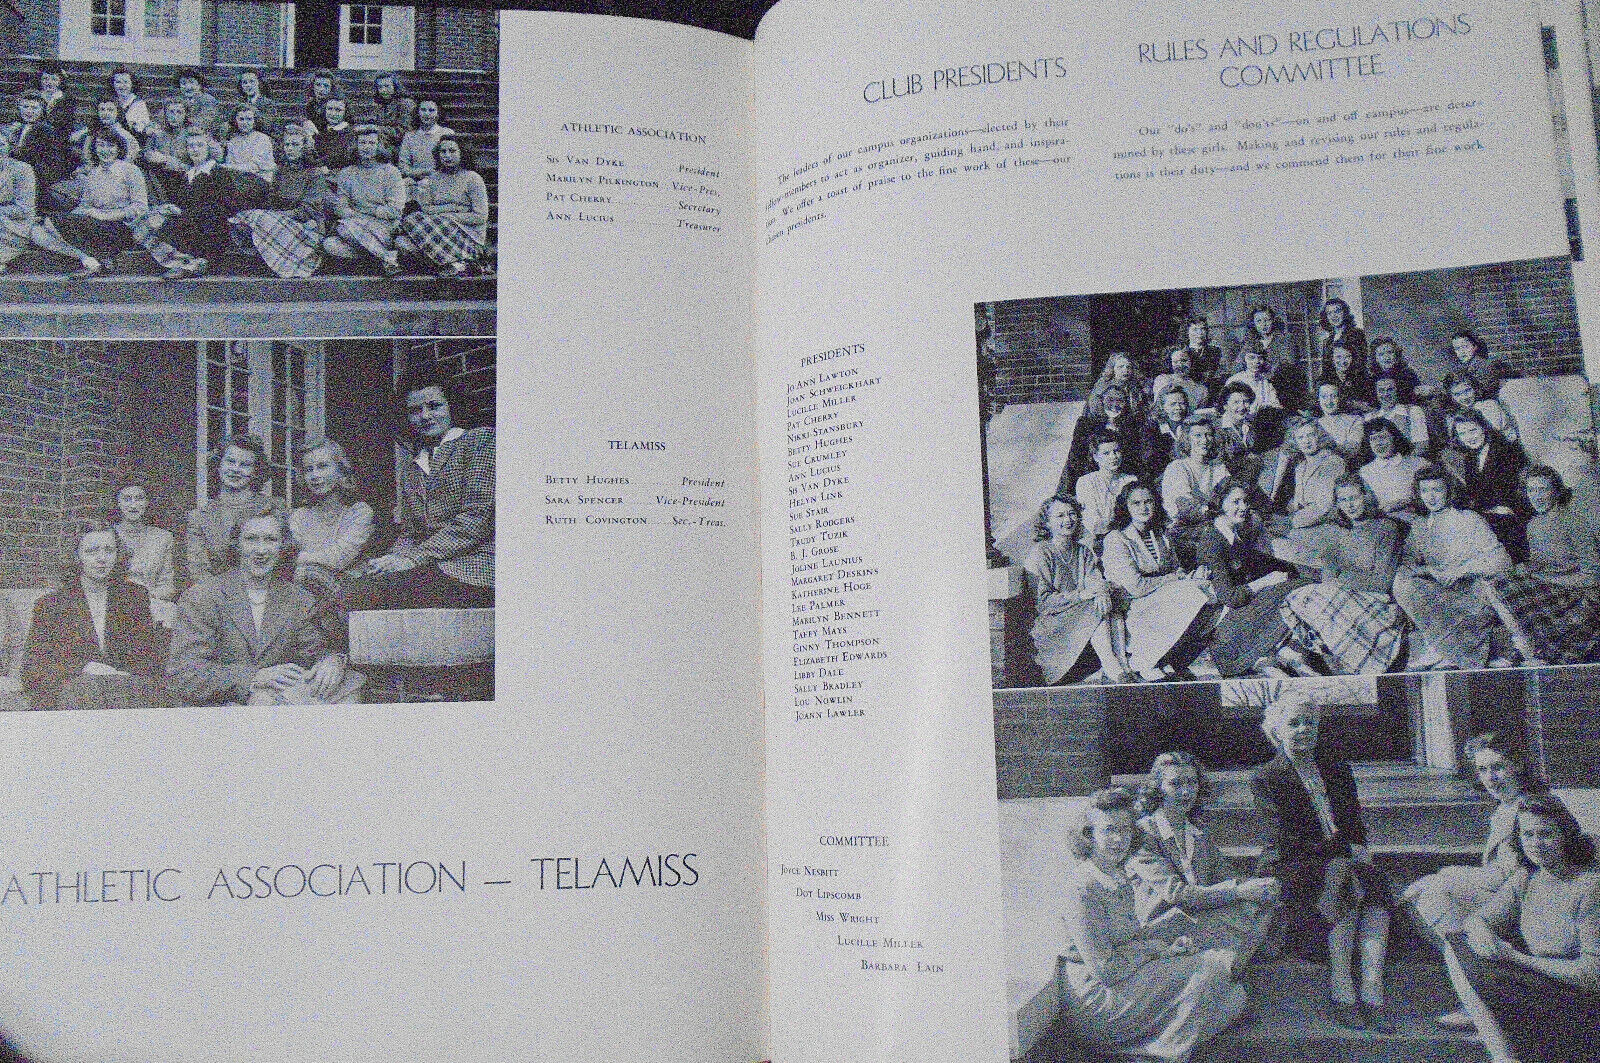 ATHLETIC ASSOCIATION
SIS VAN DYKE President
MARILYN PILKINGTON Vice-Pres.
PAT CHERRY Secretary
ANN LUCIUS Treasurer
TELAMISS
BETTY HUGHES President
SARA SPENCER Vice-President
RUTH COVINGTON Sec.-Treas.
ATHLETIC ASSOCIATION — TELAMISS
CLUB PRESIDENTS
The leaders of our campus organizations—elected by their
fellow-members to act as organizer, guiding hand, and inspira-
tion. We offer a toast of praise to the fine work of these—our
chosen presidents.
RULES AND REGULATIONS
COMMITTEE
Our "do's" and "don'ts"—on and off campus—are deter-
mined by these girls. Making and revising our rules and regula-
tions is their duty—and we commend them for their fine work
PRESIDENTS
JO ANN LAWTON
JOAN SCHWEICKHART
LUCILLE MILLER
PAT CHERRY
NIKKI STANSBURY
BETTY HUGHES
SUE CRUMLEY
ANN LUCIUS
SIS VAN DYKE
HELYN LINK
SUE STAIR
SALLY RODGERS
TRUDY TUZIK
B. J. GROSE
JOLINE LAUNIUS
MARGARET DESKINS
KATHERINE HOGE
LEE PALMER
MARILYN BENNETT
TAFFY MAYS
GINNY THOMPSON
ELIZABETH EDWARDS
LIBBY DALE
SALLY BRADLEY
LOU NOWLIN
JOANN LAWLER
COMMITTEE
JOYCE NESBITT
DOT LIPSCOMB
MISS WRIGHT
LUCILLE MILLER
BARBARA LAIN